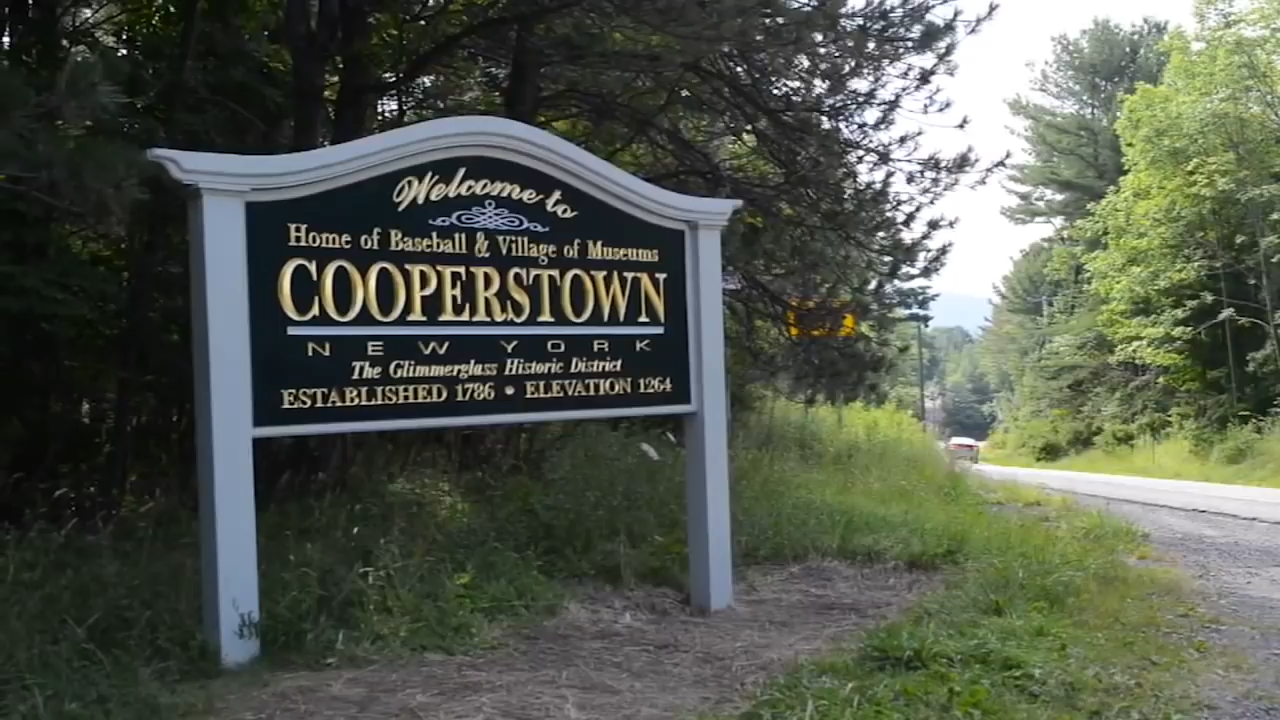 Welcome to
Home of Baseball & Village of Museums
COOPERSTOWN
NEW YORK
The Glimmerglass Historic District
ESTABLISHED 1786 • ELEVATION 1264